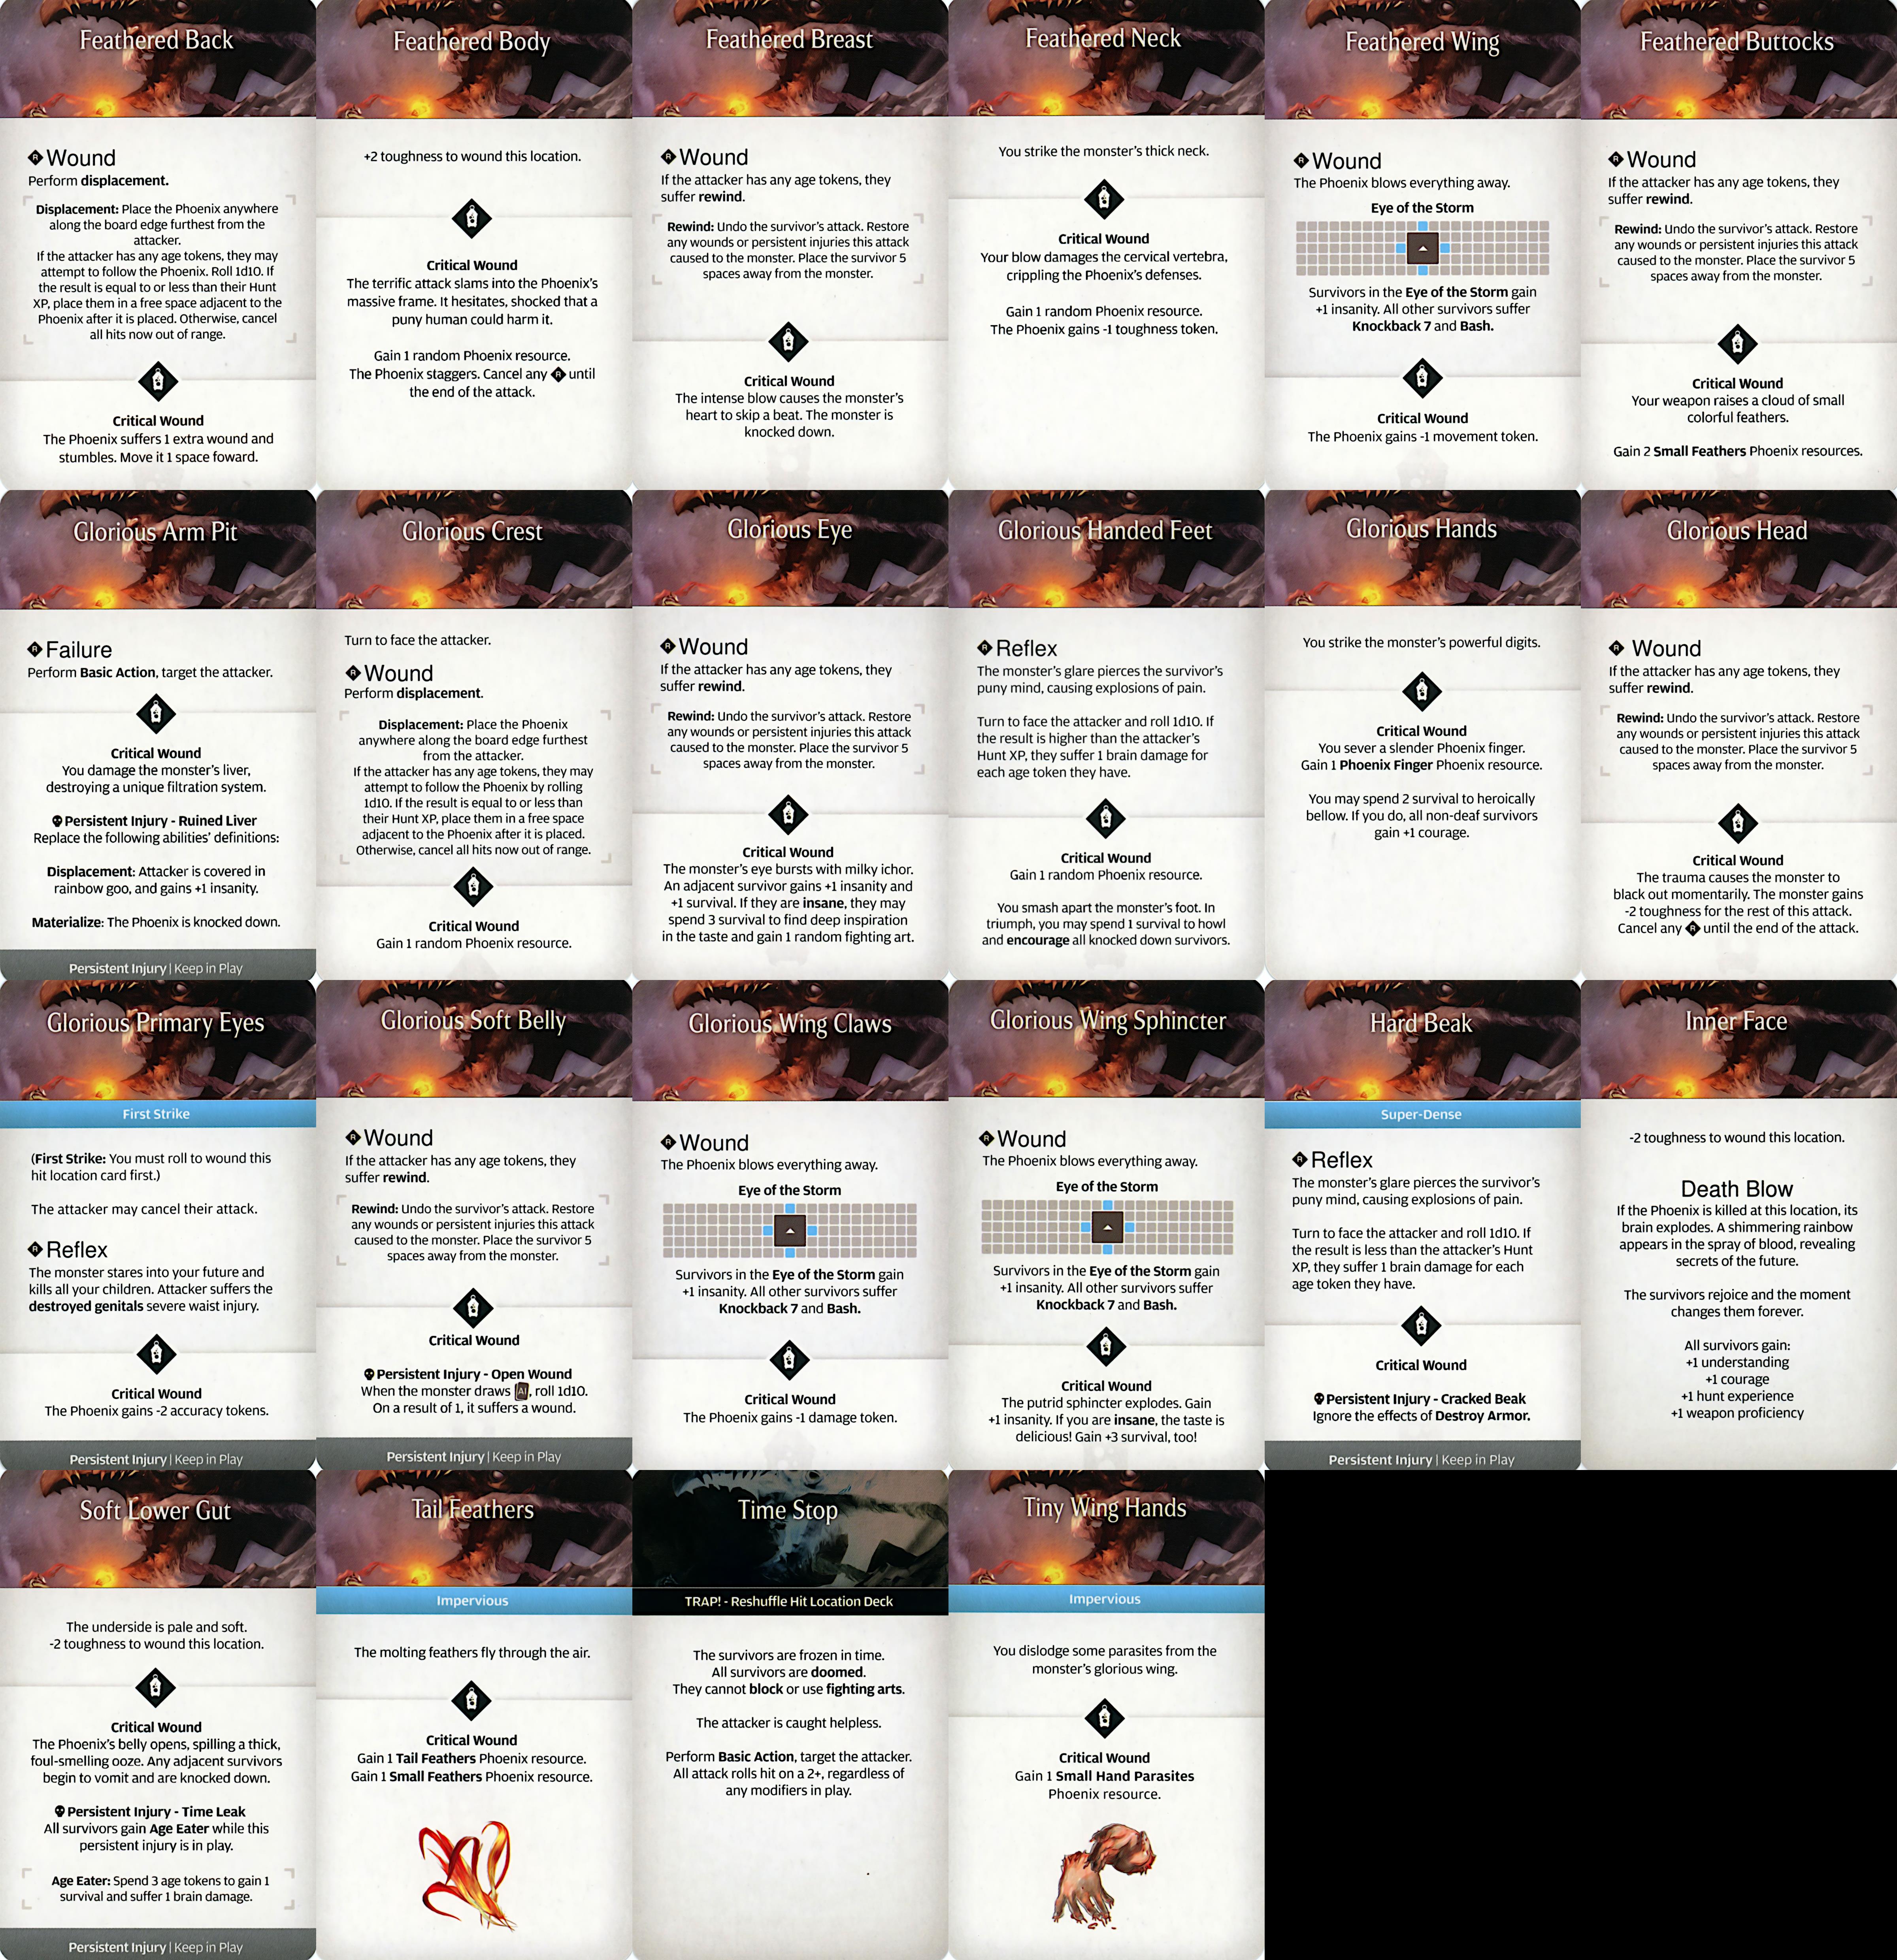 Feathered Back
Wound
Perform displacement.
Displacement: Place the Phoenix anywhere
along the board edge furthest from the
attacker.
If the attacker has any age tokens, they may
attempt to follow the Phoenix. Roll 1d10. If
the result is equal to or less than their Hunt
XP, place them in a free space adjacent to the
Phoenix after it is placed. Otherwise, cancel
all hits now out of range.
Critical Wound
The Phoenix suffers 1 extra wound and
stumbles. Move it 1 space foward.
Feathered Body
+2 toughness to wound this location.
Critical Wound
The terrific attack slams into the Phoenix's
massive frame. It hesitates, shocked that a
puny human could harm it.
Gain 1 random Phoenix resource.
The Phoenix staggers. Cancel any R until
the end of the attack.
Feathered Breast
Wound
If the attacker has any age tokens, they
suffer rewind.
Rewind: Undo the survivor's attack. Restore
any wounds or persistent injuries this attack
caused to the monster. Place the survivor 5
spaces away from the monster.
Critical Wound
The intense blow causes the monster's
heart to skip a beat. The monster is
knocked down.
Feathered Neck
You strike the monster's thick neck.
Critical Wound
Your blow damages the cervical vertebra,
crippling the Phoenix's defenses.
Gain 1 random Phoenix resource.
The Phoenix gains -1 toughness token.
Feathered Wing
Wound
The Phoenix blows everything away.
Eye of the Storm
Survivors in the Eye of the Storm gain
+1 insanity. All other survivors suffer
Knockback 7 and Bash.
Critical Wound
The Phoenix gains -1 movement token.
Feathered Buttocks
Wound
If the attacker has any age tokens, they
suffer rewind.
Rewind: Undo the survivor's attack. Restore
any wounds or persistent injuries this attack
caused to the monster. Place the survivor 5
spaces away from the monster.
Critical Wound
Your weapon raises a cloud of small
colorful feathers.
Gain 2 Small Feathers Phoenix resources.
Glorious Arm Pit
Failure
Perform Basic Action, target the attacker.
Critical Wound
You damage the monster's liver,
destroying a unique filtration system.
Persistent Injury - Ruined Liver
Replace the following abilities' definitions:
Displacement: Attacker is covered in
rainbow goo, and gains +1 insanity.
Materialize: The Phoenix is knocked down.
Persistent Injury | Keep in Play
Glorious Crest
Turn to face the attacker.
Wound
Perform displacement.
Displacement: Place the Phoenix
anywhere along the board edge furthest
from the attacker.
If the attacker has any age tokens, they may
attempt to follow the Phoenix by rolling
1d10. If the result is equal to or less than
their Hunt XP, place them in a free space
adjacent to the Phoenix after it is placed.
Otherwise, cancel all hits now out of range.
Critical Wound
Gain 1 random Phoenix resource.
Glorious Eye
Wound
If the attacker has any age tokens, they
suffer rewind.
Rewind: Undo the survivor's attack. Restore
any wounds or persistent injuries this attack
caused to the monster. Place the survivor 5
spaces away from the monster.
Critical Wound
The monster's eye bursts with milky ichor.
An adjacent survivor gains +1 insanity and
+1 survival. If they are insane, they may
spend 3 survival to find deep inspiration
in the taste and gain 1 random fighting art.
Glorious Handed Feet
Reflex
The monster's glare pierces the survivor's
puny mind, causing explosions of pain.
Turn to face the attacker and roll 1d10. If
the result is higher than the attacker's
Hunt XP, they suffer 1 brain damage for
each age token they have.
Critical Wound
Gain 1 random Phoenix resource.
You smash apart the monster's foot. In
triumph, you may spend 1 survival to howl
and encourage all knocked down survivors.
Glorious Hands
You strike the monster's powerful digits.
Critical Wound
You sever a slender Phoenix finger.
Gain 1 Phoenix Finger Phoenix resource.
You may spend 2 survival to heroically
bellow. If you do, all non-deaf survivors
gain +1 courage.
Glorious Head
Wound
If the attacker has any age tokens, they
suffer rewind.
Rewind: Undo the survivor's attack. Restore
any wounds or persistent injuries this attack
caused to the monster. Place the survivor 5
spaces away from the monster.
Critical Wound
The trauma causes the monster to
black out momentarily. The monster gains
-2 toughness for the rest of this attack.
Cancel any R until the end of the attack.
Glorious Primary Eyes
First Strike
(First Strike: You must roll to wound this
hit location card first.)
The attacker may cancel their attack.
Reflex
The monster stares into your future and
kills all your children. Attacker suffers the
destroyed genitals severe waist injury.
Critical Wound
The Phoenix gains -2 accuracy tokens.
Persistent Injury | Keep in Play
Glorious Soft Belly
Wound
If the attacker has any age tokens, they
suffer rewind.
Rewind: Undo the survivor's attack. Restore
any wounds or persistent injuries this attack
caused to the monster. Place the survivor 5
spaces away from the monster.
Critical Wound
Persistent Injury - Open Wound
When the monster draws AI, roll 1d10.
On a result of 1, it suffers a wound.
Persistent Injury | Keep in Play
Glorious Wing Claws
Wound
The Phoenix blows everything away.
Eye of the Storm
Survivors in the Eye of the Storm gain
+1 insanity. All other survivors suffer
Knockback 7 and Bash.
Critical Wound
The Phoenix gains -1 damage token.
Glorious Wing Sphincter
Wound
The Phoenix blows everything away.
Eye of the Storm
Survivors in the Eye of the Storm gain
+1 insanity. All other survivors suffer
Knockback 7 and Bash.
Critical Wound
The putrid sphincter explodes. Gain
+1 insanity. If you are insane, the taste is
delicious! Gain +3 survival, too!
Hard Beak
Super-Dense
Reflex
The monster's glare pierces the survivor's
puny mind, causing explosions of pain.
Turn to face the attacker and roll 1d10. If
the result is less than the attacker's Hunt
XP, they suffer 1 brain damage for each
age token they have.
Critical Wound
Persistent Injury - Cracked Beak
Ignore the effects of Destroy Armor.
Persistent Injury | Keep in Play
Inner Face
-2 toughness to wound this location.
Death Blow
If the Phoenix is killed at this location, its
brain explodes. A shimmering rainbow
appears in the spray of blood, revealing
secrets of the future.
The survivors rejoice and the moment
changes them forever.
All survivors gain:
+1 understanding
+1 courage
+1 hunt experience
+1 weapon proficiency
Soft Lower Gut
The underside is pale and soft.
-2 toughness to wound this location.
Critical Wound
The Phoenix's belly opens, spilling a thick,
foul-smelling ooze. Any adjacent survivors
begin to vomit and are knocked down.
Persistent Injury - Time Leak
All survivors gain Age Eater while this
persistent injury is in play.
Age Eater: Spend 3 age tokens to gain 1
survival and suffer 1 brain damage.
Persistent Injury | Keep in Play
Tail Feathers
Impervious
The molting feathers fly through the air.
Critical Wound
Gain 1 Tail Feathers Phoenix resource.
Gain 1 Small Feathers Phoenix resource.
Time Stop
TRAP! - Reshuffle Hit Location Deck
The survivors are frozen in time.
All survivors are doomed.
They cannot block or use fighting arts.
The attacker is caught helpless.
Perform Basic Action, target the attacker.
All attack rolls hit on a 2+, regardless of
any modifiers in play.
Tiny Wing Hands
Impervious
You dislodge some parasites from the
monster's glorious wing.
Critical Wound
Gain 1 Small Hand Parasites
Phoenix resource.